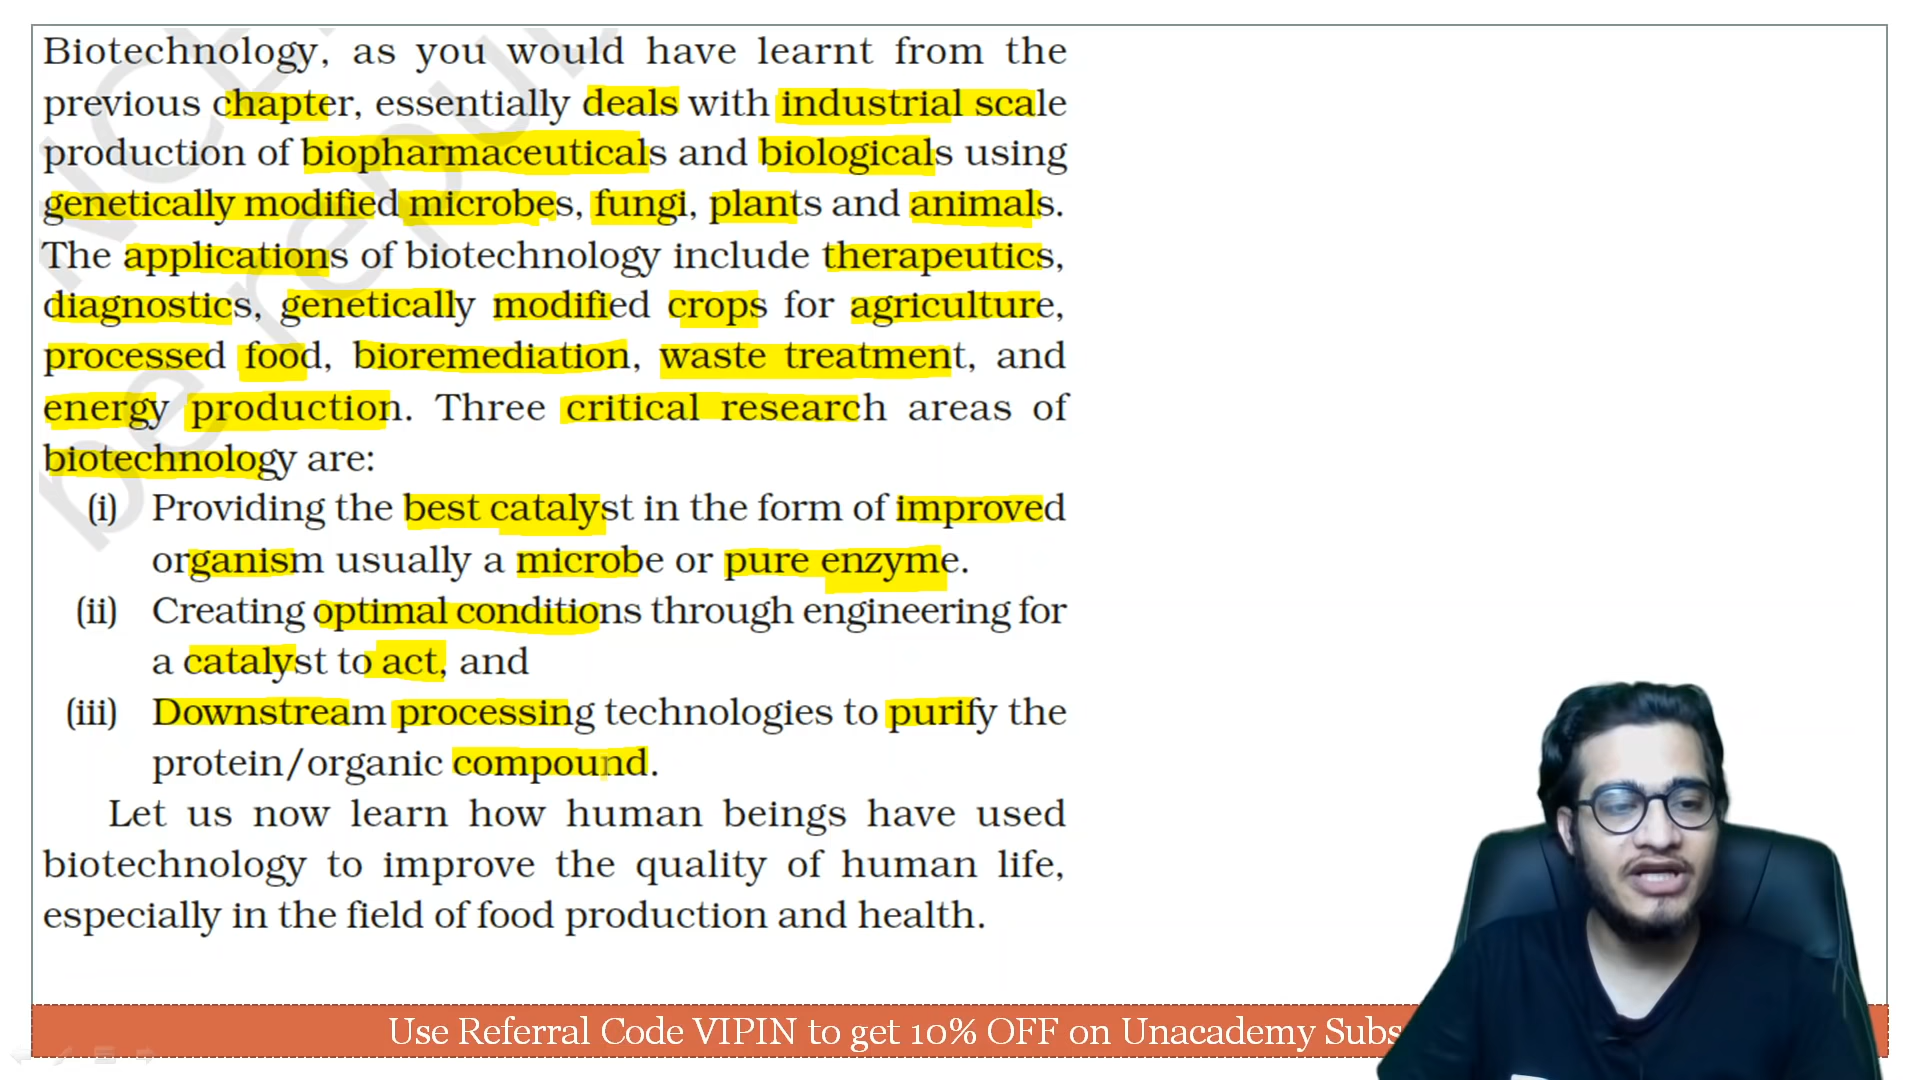 Biotechnology, as you would have learnt from the
previous chapter, essentially deals with industrial scale
production of biopharmaceuticals and biologicals using
genetically modified microbes, fungi, plants and animals.
The applications of biotechnology include therapeutics,
diagnostics, genetically modified crops for agriculture,
processed food, bioremediation, waste treatment, and
energy production. Three critical research areas of
biotechnology are:
(i) Providing the best catalyst in the form of improved
organism usually a microbe or pure enzyme.
(ii) Creating optimal conditions through engineering for
a catalyst to act, and
(iii) Downstream processing technologies to purify the
protein/organic compound.
Let us now learn how human beings have used
biotechnology to improve the quality of human life,
especially in the field of food production and health.
Use Referral Code VIPIN to get 10% OFF on Unacademy Subs